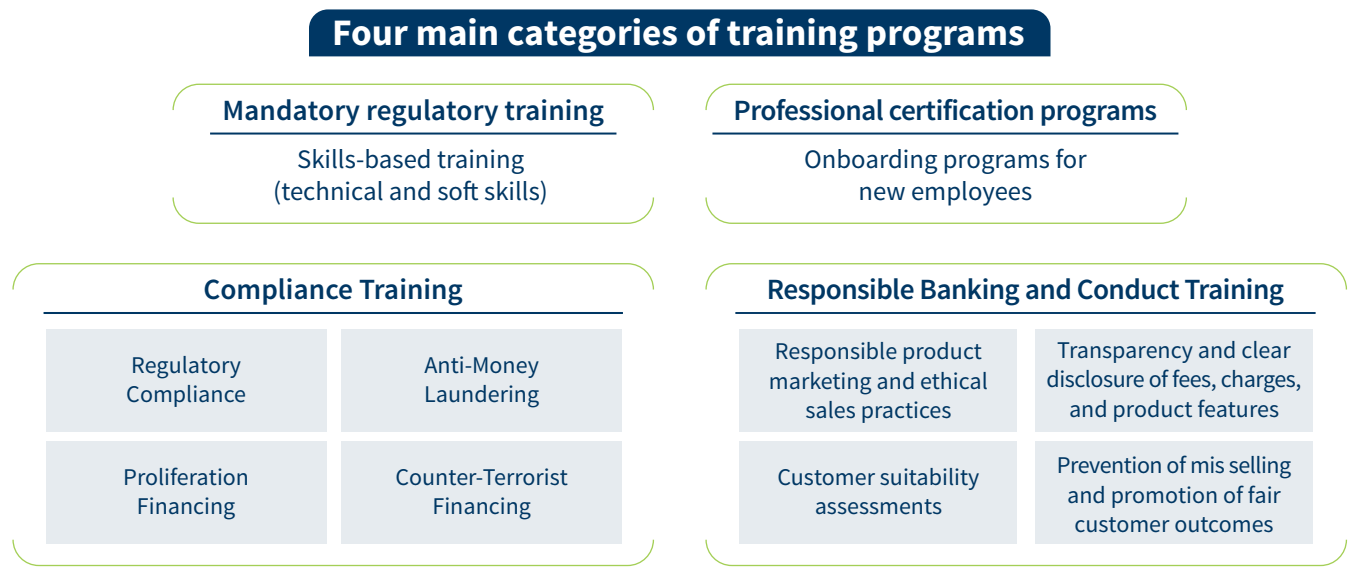 Four main categories of training programs
Mandatory regulatory training
Skills-based training
(technical and soft skills)
Professional certification programs
Onboarding programs for
new employees
Compliance Training
Regulatory
Compliance
Anti-Money
Laundering
Proliferation
Financing
Counter-Terrorist
Financing
Responsible Banking and Conduct Training
Responsible product
marketing and ethical
sales practices
Transparency and clear
disclosure of fees, charges,
and product features
Customer suitability
assessments
Prevention of mis selling
and promotion of fair
customer outcomes